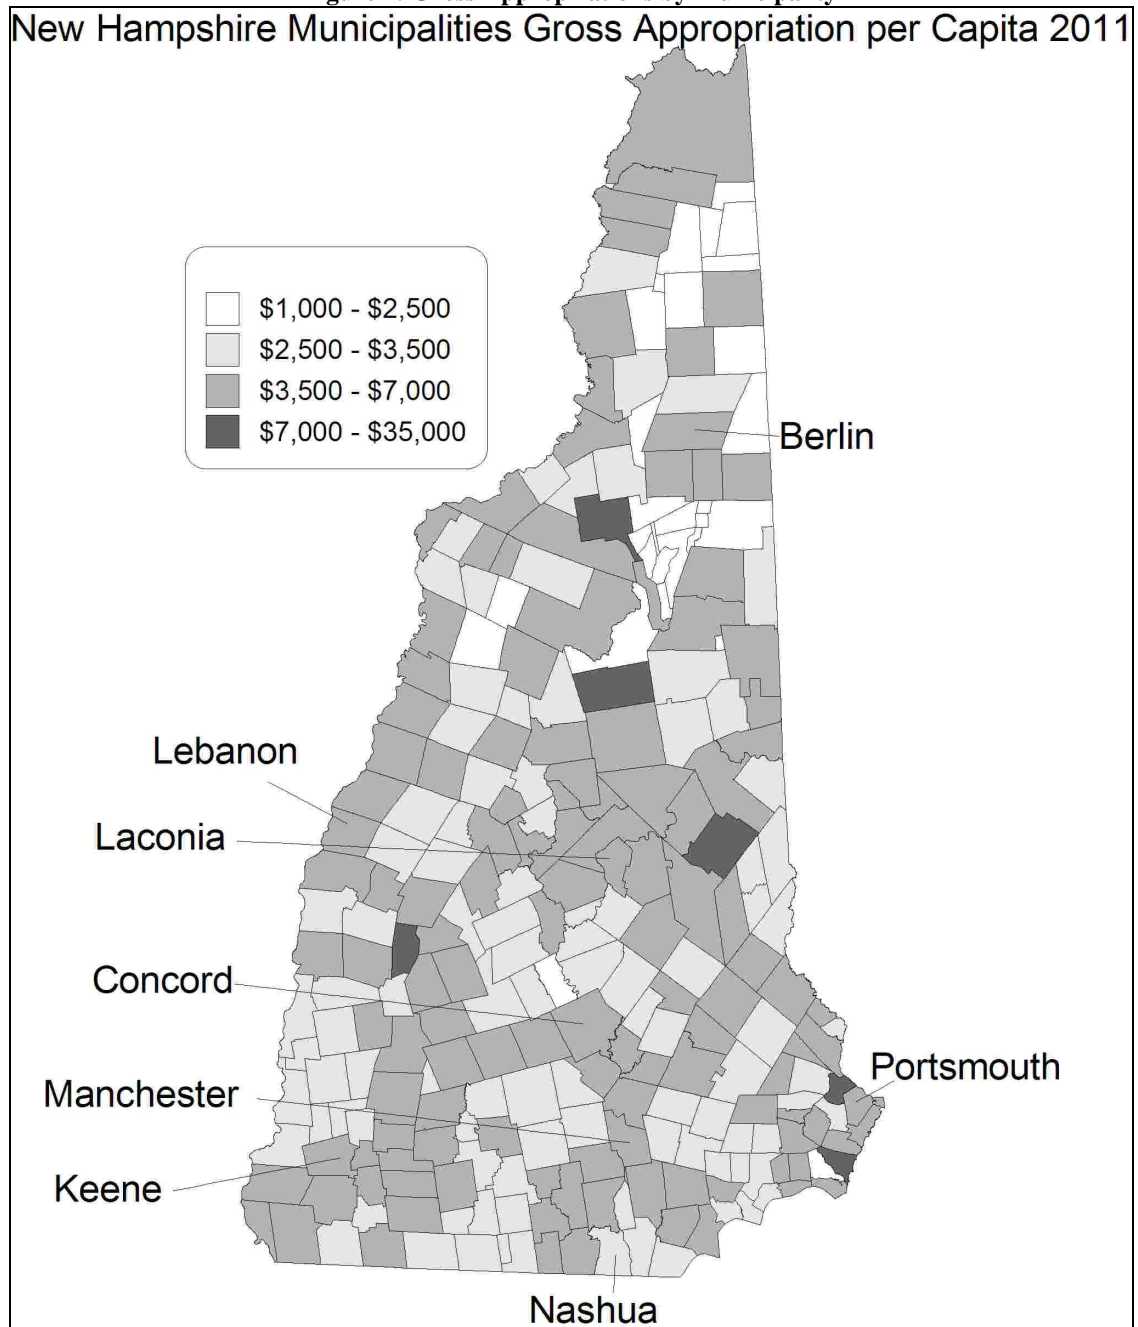 New Hampshire Municipalities Gross Appropriation per Capita 2011
$1,000 - $2,500
$2,500 - $3,500
$3,500 - $7,000
$7,000 - $35,000
Berlin
Lebanon
Laconia
Concord
Portsmouth
Manchester
Keene
Nashua